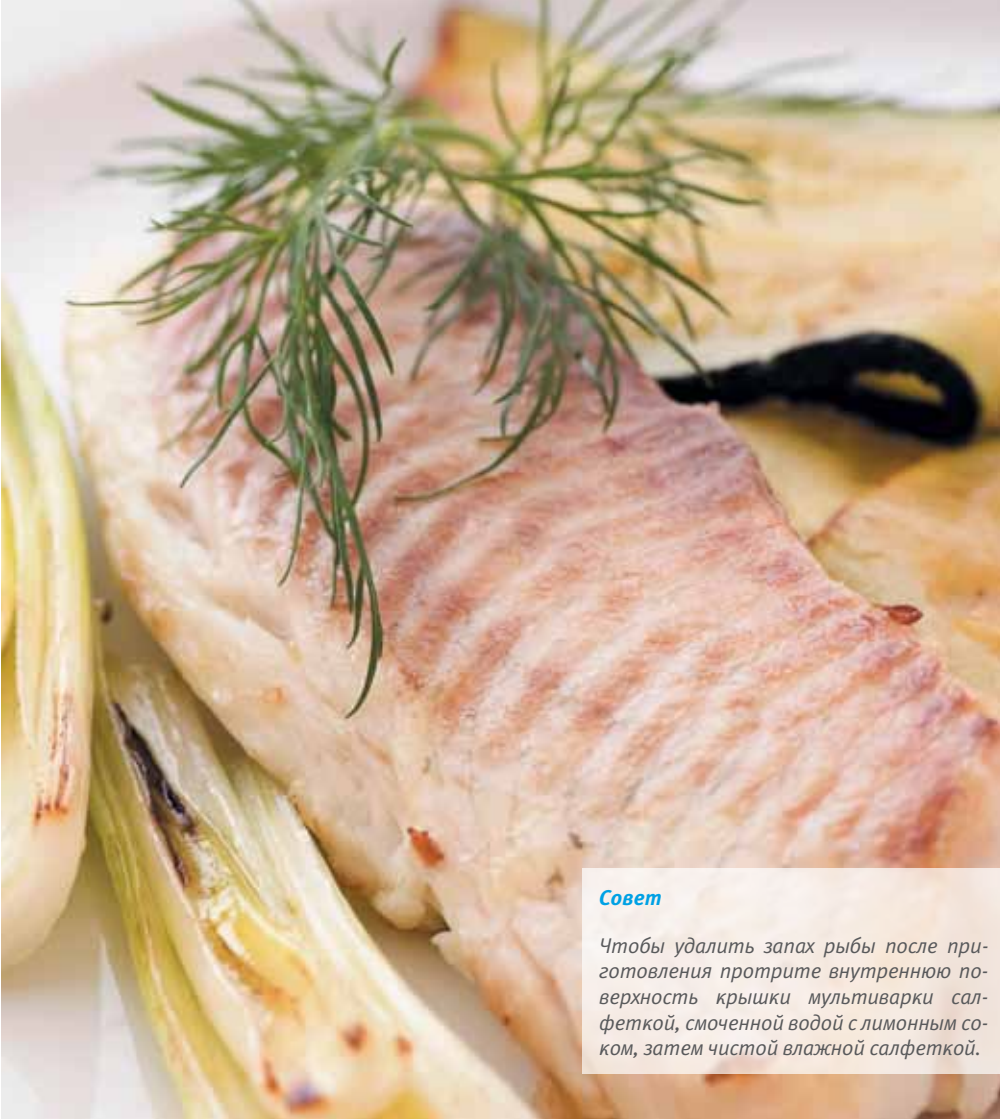 Совет
Чтобы удалить запах рыбы после при-
готовления протрите внутреннюю по-
верхность крышки мультиварки сал-
феткой, смоченной водой с лимонным со-
ком, затем чистой влажной салфеткой.